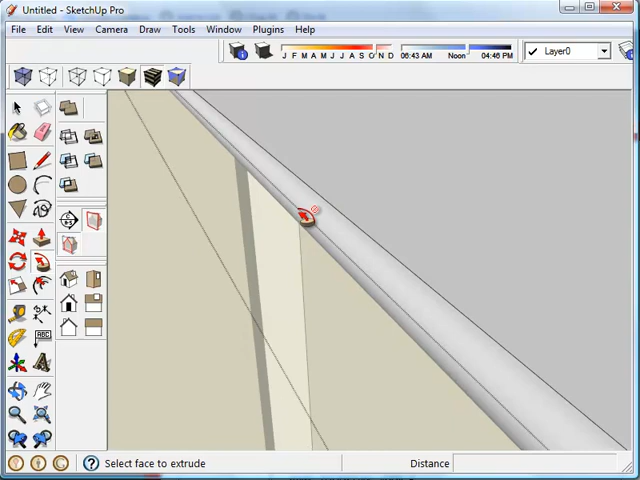 Untitled - SketchUp Pro
File Edit View Camera Draw Tools Window Plugins Help
J F M A M J J A S O N D 06:43 AM Noon 04:46 PM Layer0
ABC
Select face to extrude Distance